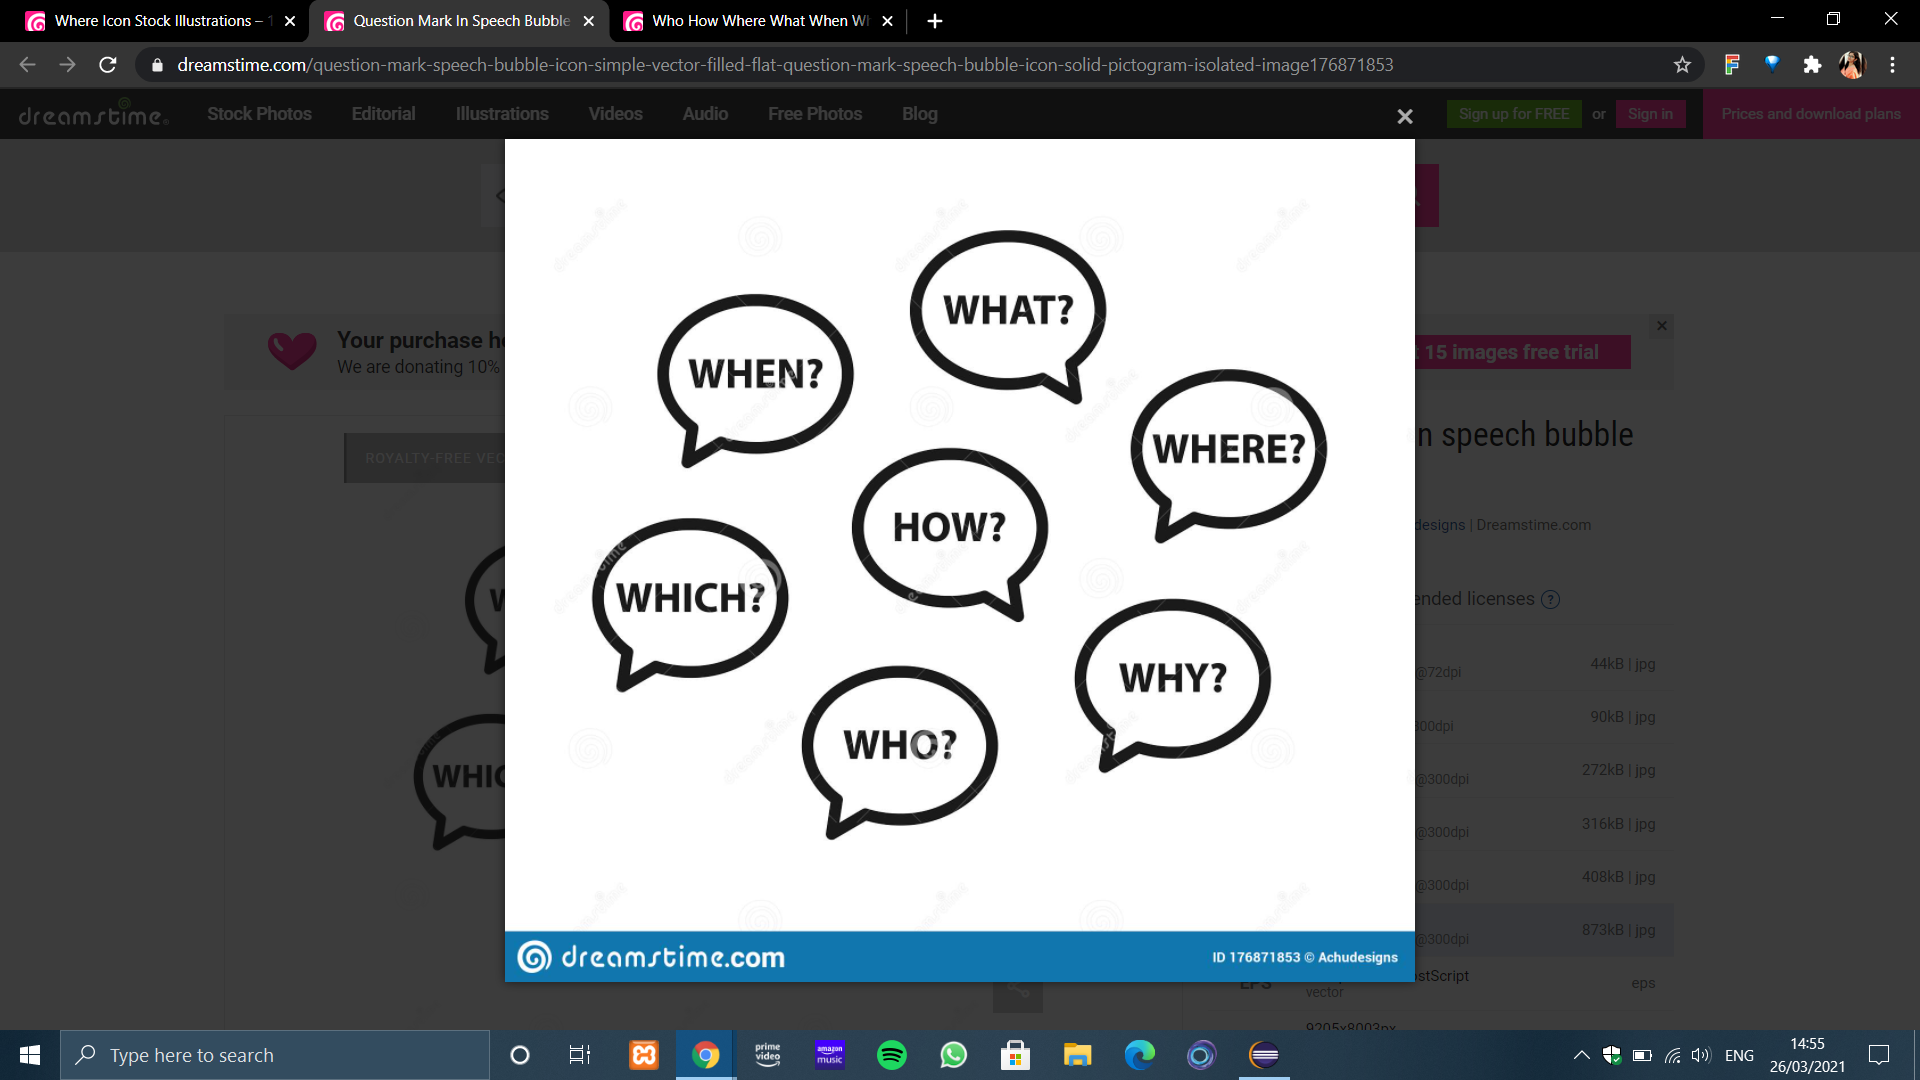 Where Icon Stock Illustrations – 1
Question Mark In Speech Bubble
Who How Where What When Wh
dreamstime.com/question-mark-speech-bubble-icon-simple-vector-filled-flat-question-mark-speech-bubble-icon-solid-pictogram-isolated-image176871853
dreamstime
Stock Photos Editorial Illustrations Videos Audio Free Photos Blog
Sign up for FREE or Sign in Prices and download plans
Your purchase he
We are donating 10%
t 15 images free trial
ROYALTY-FREE VEC
n speech bubble
designs | Dreamstime.com
ended licenses ?
@72dpi 44kB | jpg
300dpi 90kB | jpg
@300dpi 272kB | jpg
@300dpi 316kB | jpg
@300dpi 408kB | jpg
@300dpi 873kB | jpg
EPS ostScript eps
vector
9205x8003px
WHIC
WHAT?
WHEN?
WHERE?
HOW?
WHICH?
WHY?
WHO?
dreamstime.com
ID 176871853 © Achudesigns
Type here to search
prime video
amazon music
ENG
14:55
26/03/2021